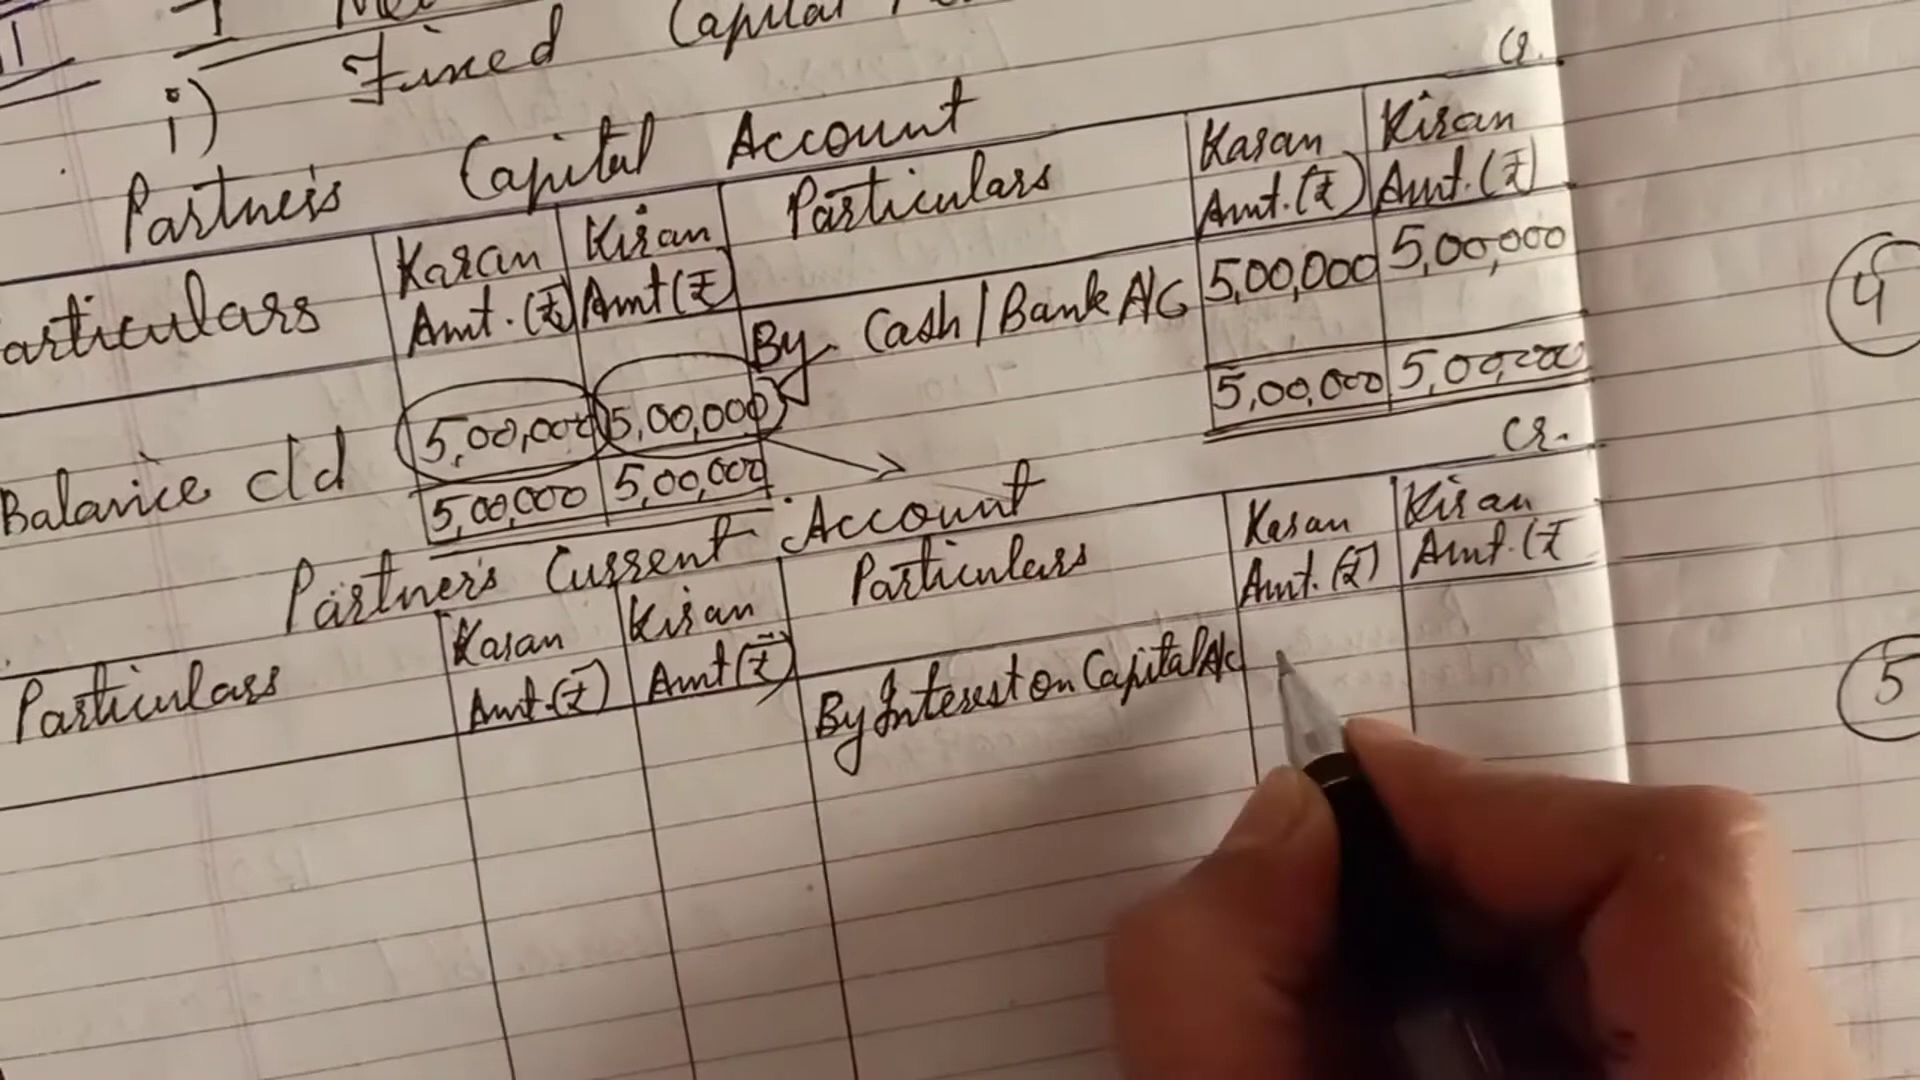 i) Fixed Capital
Cr.
Partner's Capital Account
articulars Karan Amt. (₹) Kiran Amt (₹) Particulars Karan Amt. (₹) Kiran Amt. (₹)
By Cash/Bank A/C 5,00,000 5,00,000
Balance c/d 5,00,000 5,00,000
5,00,000 5,00,000 5,00,000 5,00,000
Cr.
Partner's Current Account
Particulars Karan Amt. (₹) Kiran Amt (₹) Particulars Karan Amt. (₹) Kiran Amt. (₹
By Interest on Capital A/c
4
5